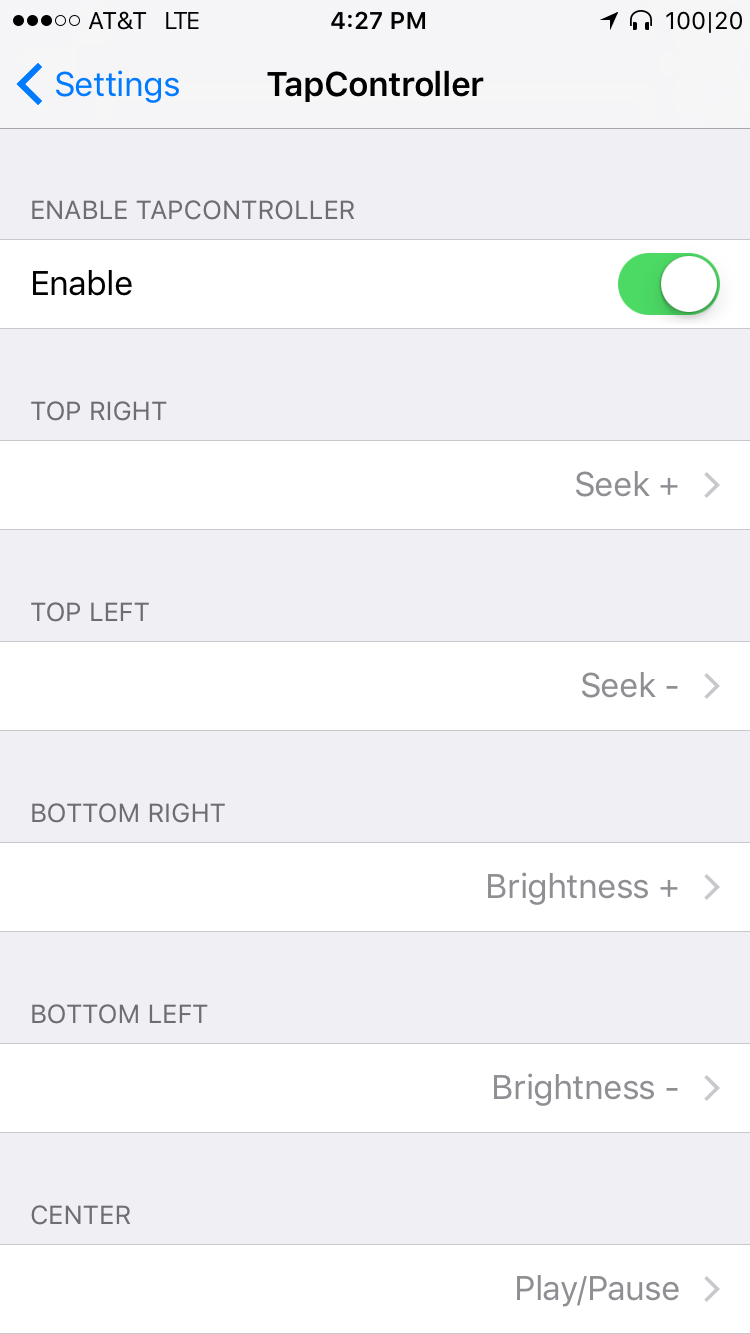 AT&T LTE 4:27 PM 100|20
Settings TapController
ENABLE TAPCONTROLLER
Enable
TOP RIGHT
Seek +
TOP LEFT
Seek -
BOTTOM RIGHT
Brightness +
BOTTOM LEFT
Brightness -
CENTER
Play/Pause